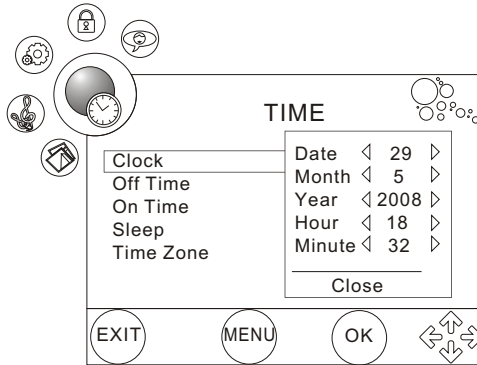 TIME
Clock
Off Time
On Time
Sleep
Time Zone
Date 29
Month 5
Year 2008
Hour 18
Minute 32
Close
EXIT MENU OK